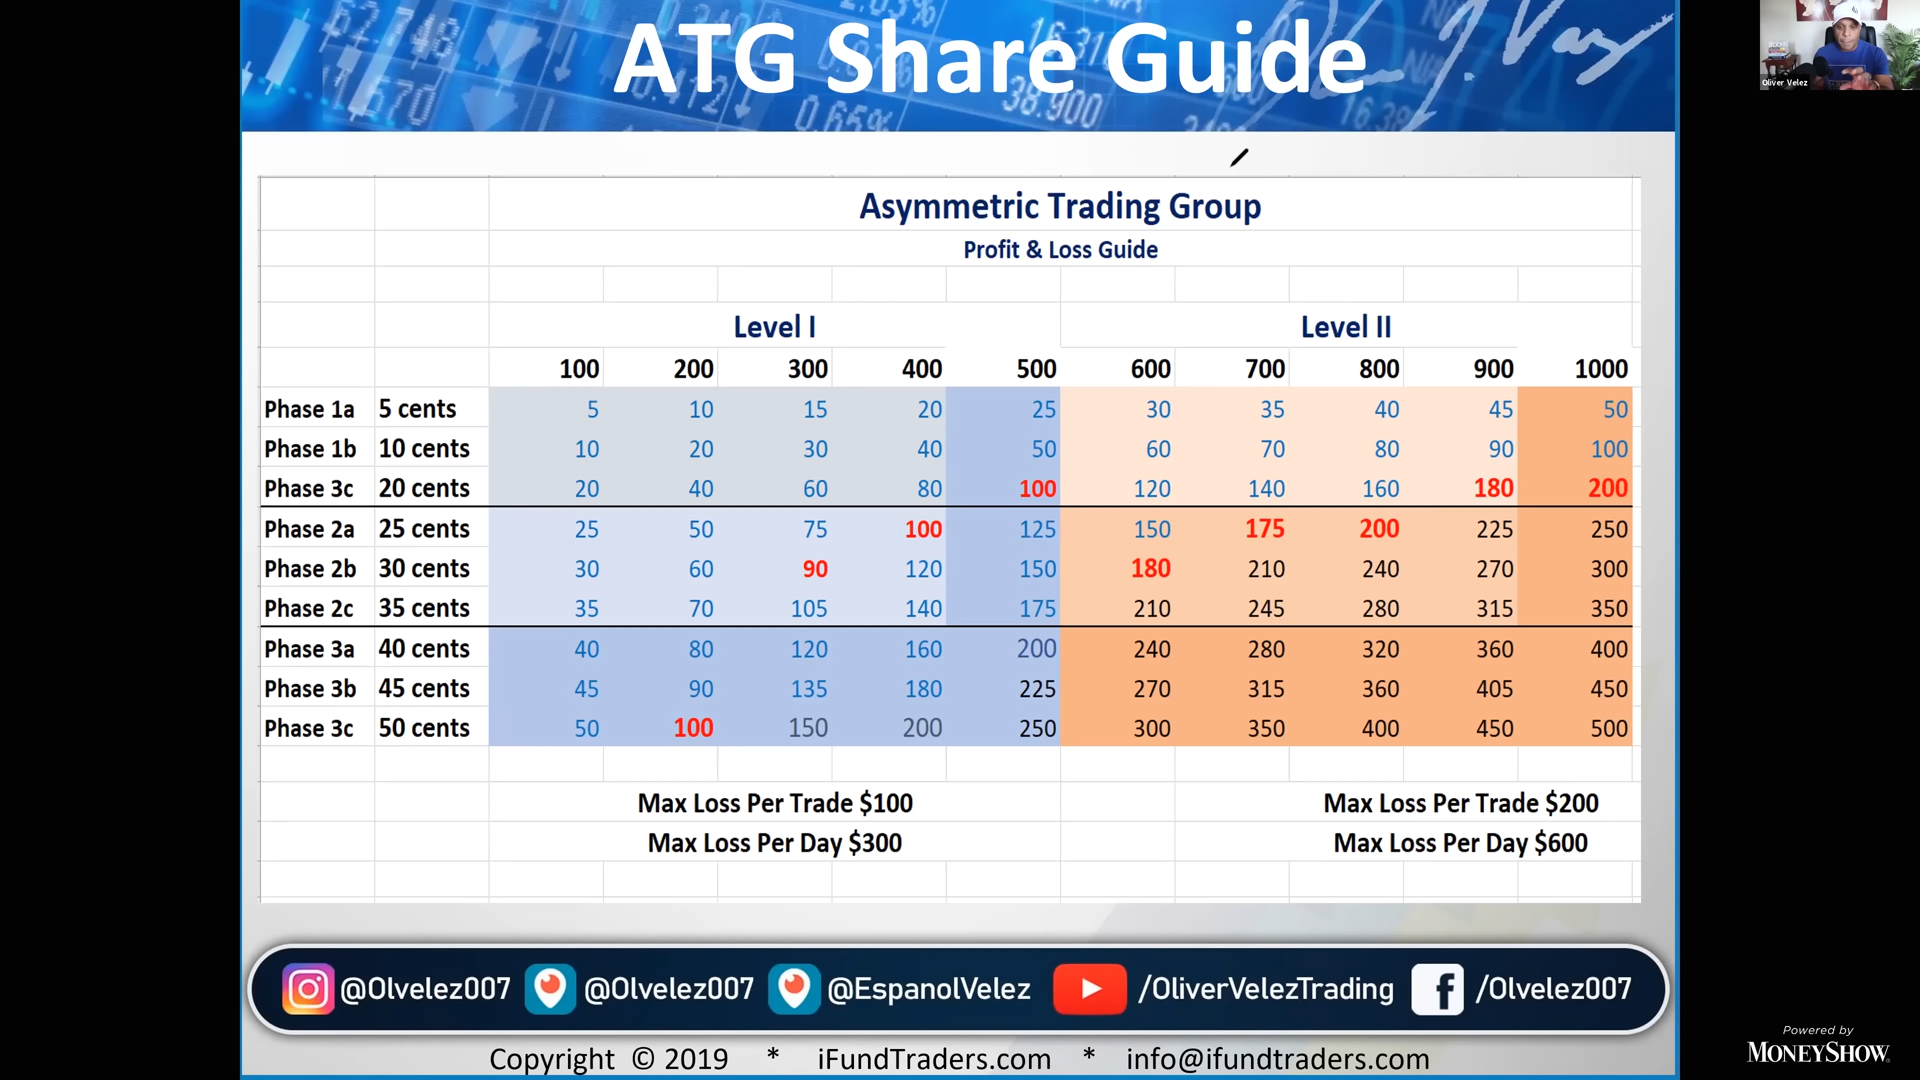 ATG Share Guide
Oliver Velez
Asymmetric Trading Group
Profit & Loss Guide
Level I Level II
100 200 300 400 500 600 700 800 900 1000
Phase 1a 5 cents 5 10 15 20 25 30 35 40 45 50
Phase 1b 10 cents 10 20 30 40 50 60 70 80 90 100
Phase 3c 20 cents 20 40 60 80 100 120 140 160 180 200
Phase 2a 25 cents 25 50 75 100 125 150 175 200 225 250
Phase 2b 30 cents 30 60 90 120 150 180 210 240 270 300
Phase 2c 35 cents 35 70 105 140 175 210 245 280 315 350
Phase 3a 40 cents 40 80 120 160 200 240 280 320 360 400
Phase 3b 45 cents 45 90 135 180 225 270 315 360 405 450
Phase 3c 50 cents 50 100 150 200 250 300 350 400 450 500
Max Loss Per Trade $100 Max Loss Per Trade $200
Max Loss Per Day $300 Max Loss Per Day $600
@Olvelez007 @Olvelez007 @EspanolVelez /OliverVelezTrading /Olvelez007
Copyright © 2019 * iFundTraders.com * info@ifundtraders.com
Powered by
MONEYSHOW